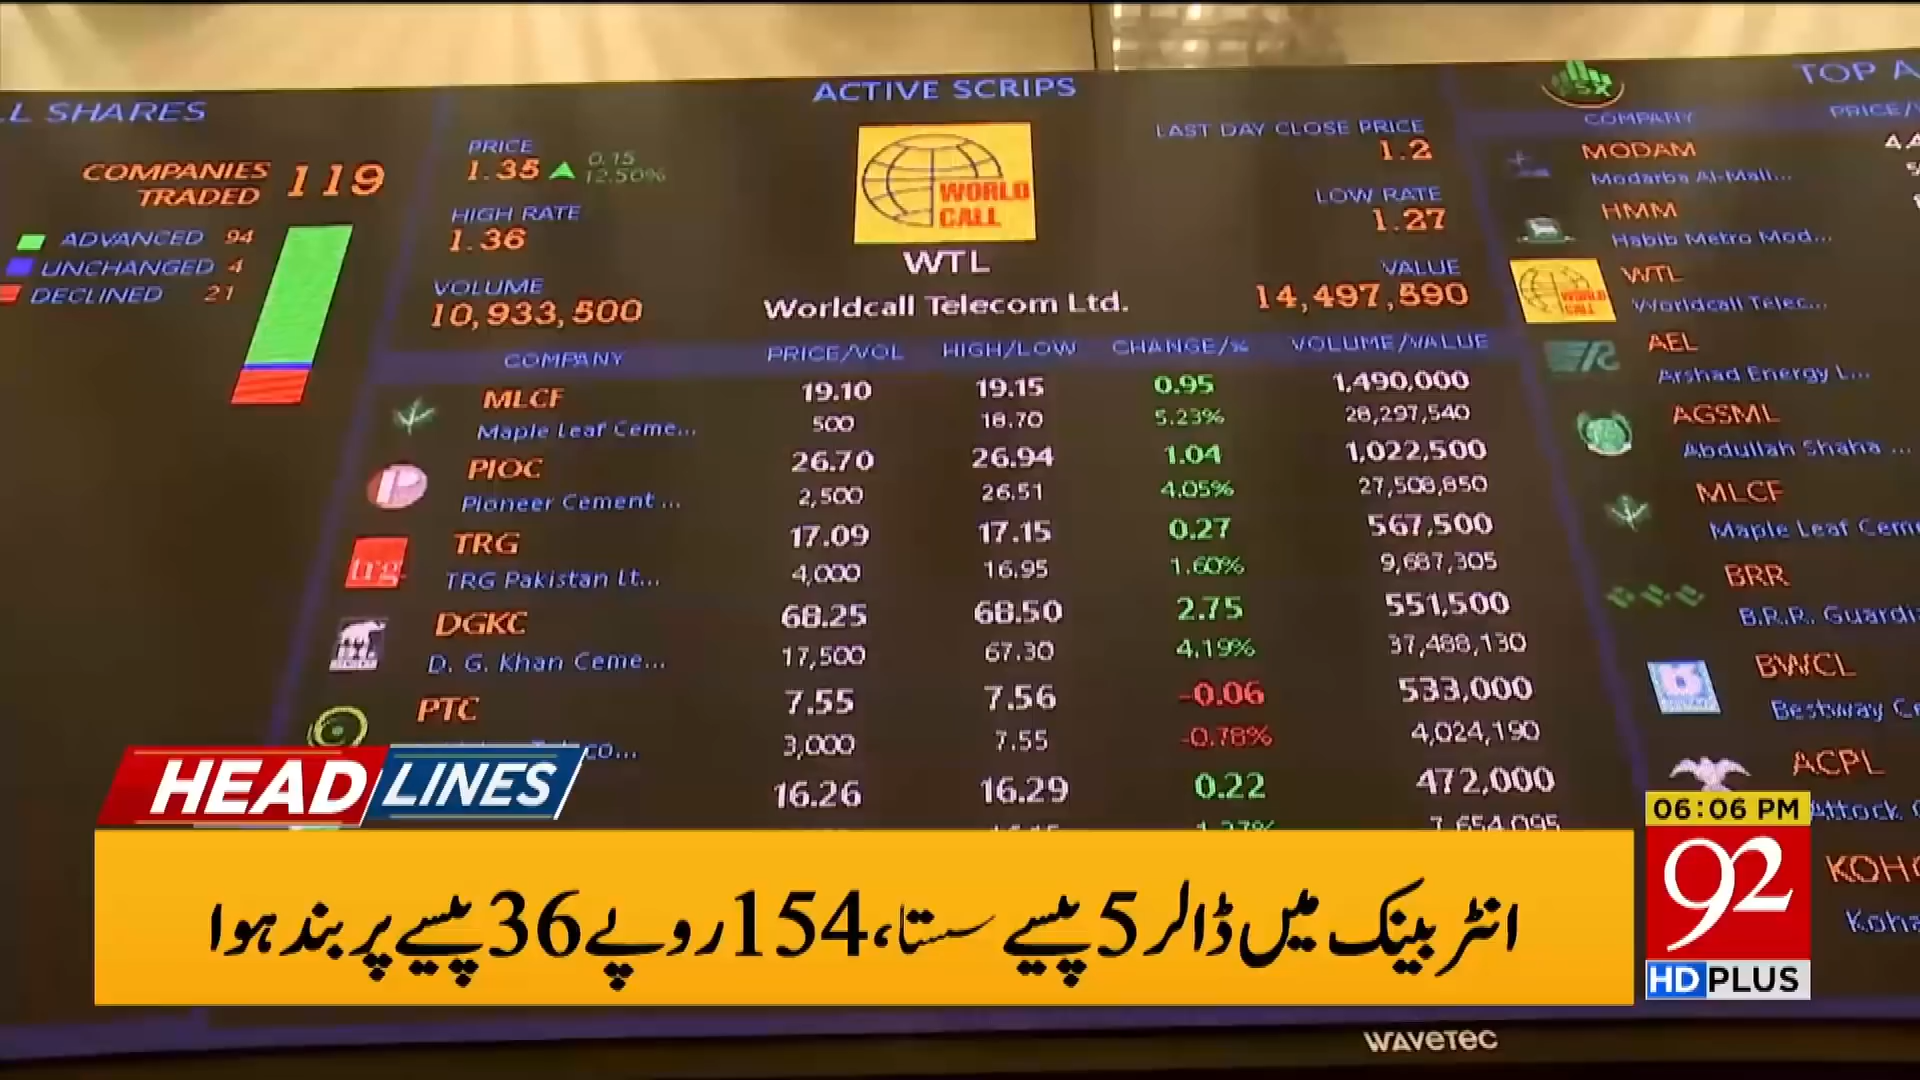 ALL SHARES
COMPANIES TRADED 119
ADVANCED 94
UNCHANGED 4
DECLINED 21
ACTIVE SCRIPS
PRICE
1.35 ▲ 0.15
12.50%
HIGH RATE
1.36
VOLUME
10,933,500
WORLD CALL
WTL
Worldcall Telecom Ltd.
LAST DAY CLOSE PRICE
1.2
LOW RATE
1.27
VALUE
14,497,590
COMPANY PRICE/VOL HIGH/LOW CHANGE/% VOLUME/VALUE
MLCF 19.10 19.15 0.95 1,490,000
Maple Leaf Ceme... 500 18.70 5.23% 28,297,540
PIOC 26.70 26.94 1.04 1,022,500
Pioneer Cement ... 2,500 26.51 4.05% 27,508,850
trg
TRG 17.09 17.15 0.27 567,500
TRG Pakistan Lt... 4,000 16.95 1.60% 9,687,305
DGKC 68.25 68.50 2.75 551,500
D. G. Khan Ceme... 17,500 67.30 4.19% 37,488,130
PTC 7.55 7.56 -0.06 533,000
3,000 7.55 -0.78% 4,024,190
16.26 16.29 0.22 472,000
7,654,095
TOP A
COMPANY PRICE/V
MODAM
Modarba Al-Mali...
HMM
Habib Metro Mod...
WTL
Worldcall Telec...
AEL
Arshad Energy L...
AGSML
Abdullah Shaha ...
MLCF
Maple Leaf Ceme
BRR
B.R.R. Guardia
BWCL
Bestway Ce
ACPL
Attock C
KOHC
Koha
HEADLINES
انٹر بینک میں ڈالر 5 پیسے سستا، 154 روپے 36 پیسے پر بند ہوا
06:06 PM
92
HD PLUS
WAVETEC